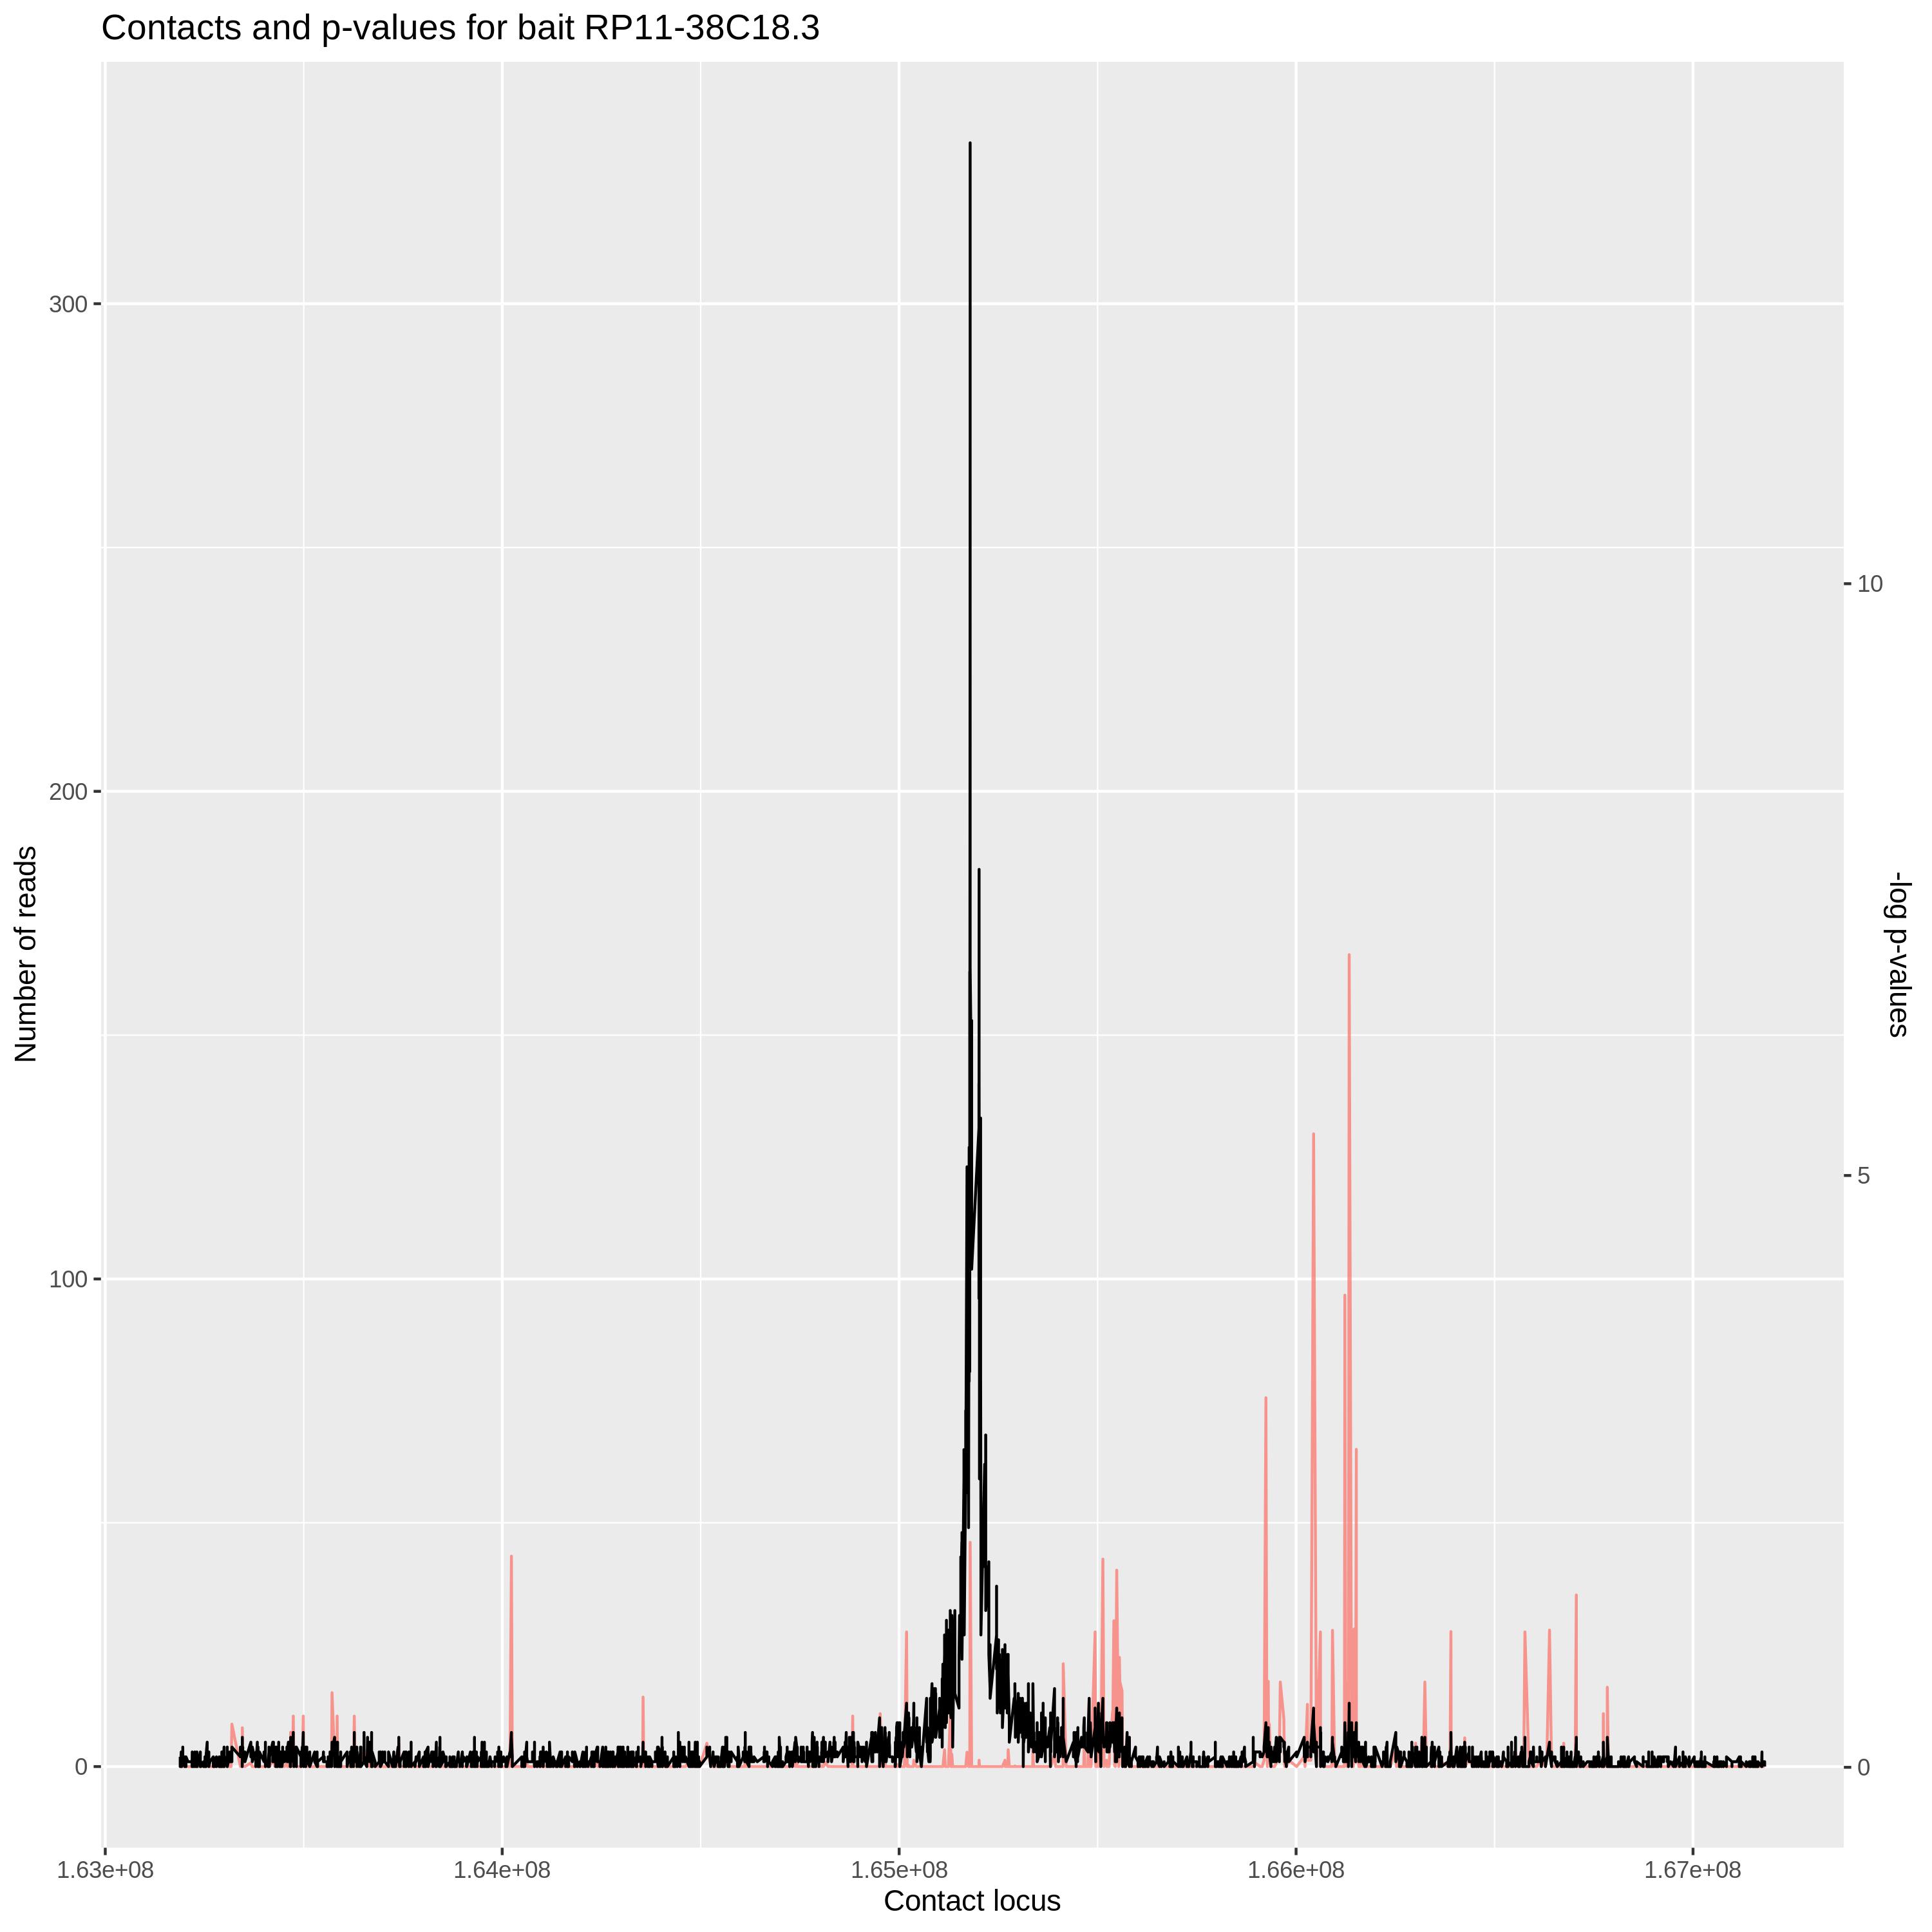 Contacts and p-values for bait RP11-38C18.3
300
200
100
0
Number of reads
10
5
0
-log p-values
1.63e+08 1.64e+08 1.65e+08 1.66e+08 1.67e+08
Contact locus